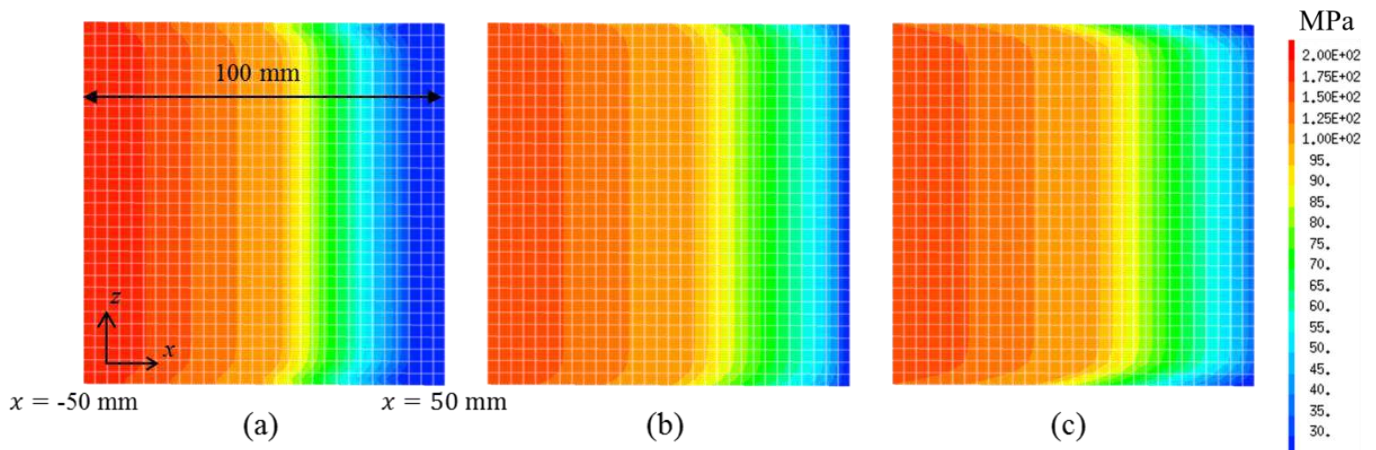 MPa
100 mm
z
x
x = -50 mm
x = 50 mm
(a)
(b)
(c)
2.00E+02
1.75E+02
1.50E+02
1.25E+02
1.00E+02
95.
90.
85.
80.
75.
70.
65.
60.
55.
50.
45.
40.
35.
30.